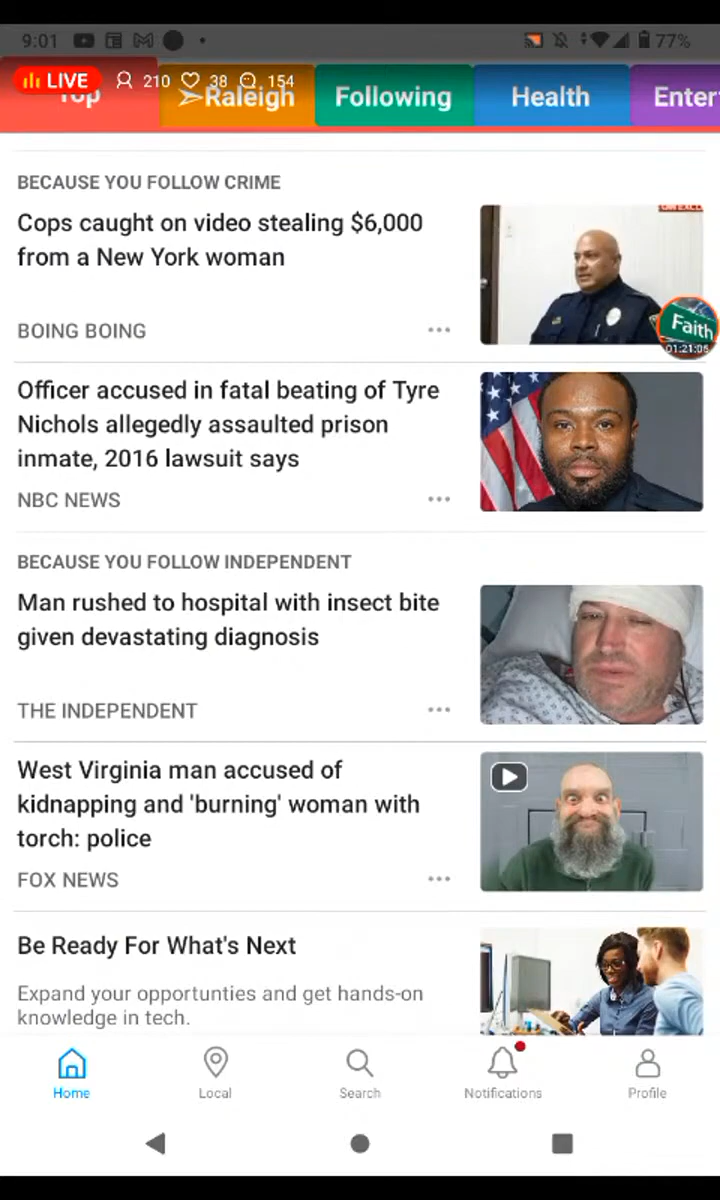 9:01
77%
LIVE 210 38 154
Top Raleigh Following Health Enter
BECAUSE YOU FOLLOW CRIME
Cops caught on video stealing $6,000
from a New York woman
BOING BOING
Faith
01:21:06
Officer accused in fatal beating of Tyre
Nichols allegedly assaulted prison
inmate, 2016 lawsuit says
NBC NEWS
BECAUSE YOU FOLLOW INDEPENDENT
Man rushed to hospital with insect bite
given devastating diagnosis
THE INDEPENDENT
West Virginia man accused of
kidnapping and 'burning' woman with
torch: police
FOX NEWS
Be Ready For What's Next
Expand your opportunties and get hands-on
knowledge in tech.
Home Local Search Notifications Profile